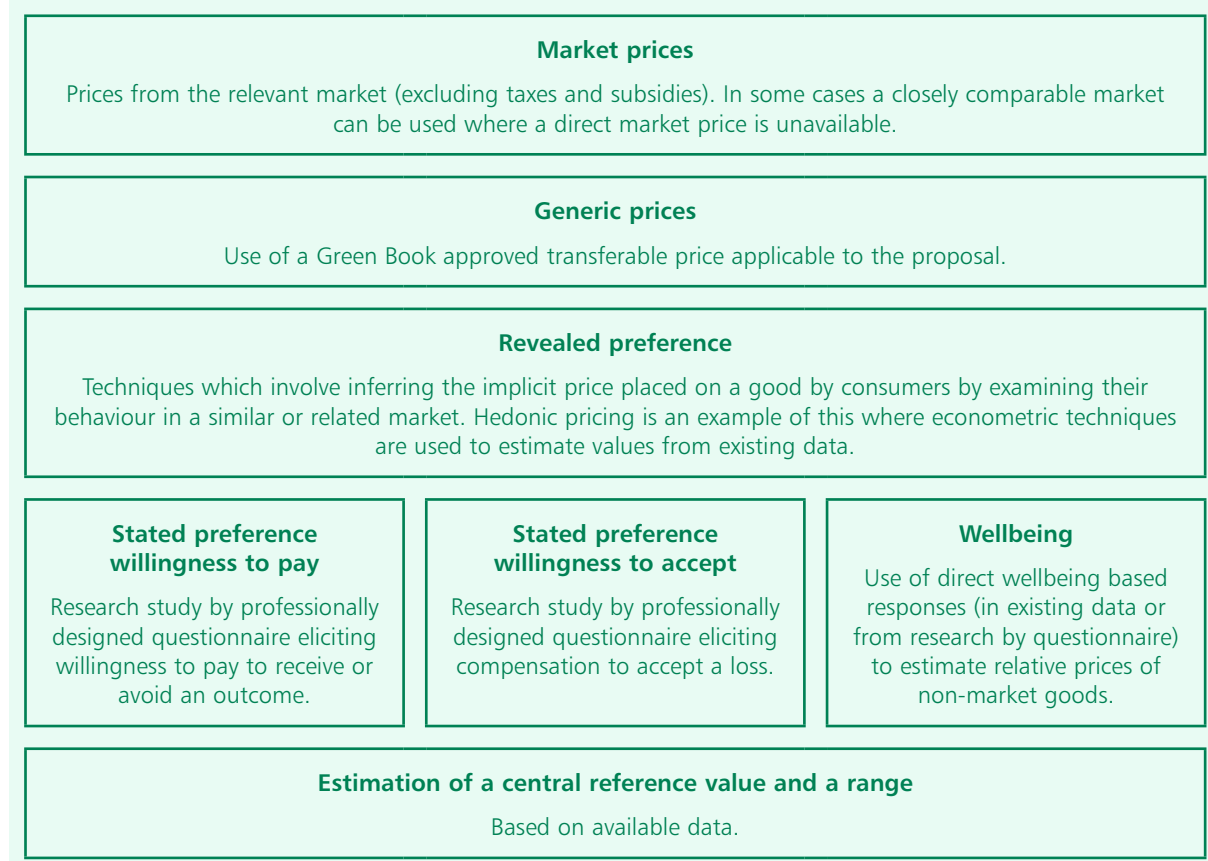 Market prices
Prices from the relevant market (excluding taxes and subsidies). In some cases a closely comparable market
can be used where a direct market price is unavailable.
Generic prices
Use of a Green Book approved transferable price applicable to the proposal.
Revealed preference
Techniques which involve inferring the implicit price placed on a good by consumers by examining their
behaviour in a similar or related market. Hedonic pricing is an example of this where econometric techniques
are used to estimate values from existing data.
Stated preference
willingness to pay
Research study by professionally
designed questionnaire eliciting
willingness to pay to receive or
avoid an outcome.
Stated preference
willingness to accept
Research study by professionally
designed questionnaire eliciting
compensation to accept a loss.
Wellbeing
Use of direct wellbeing based
responses (in existing data or
from research by questionnaire)
to estimate relative prices of
non-market goods.
Estimation of a central reference value and a range
Based on available data.